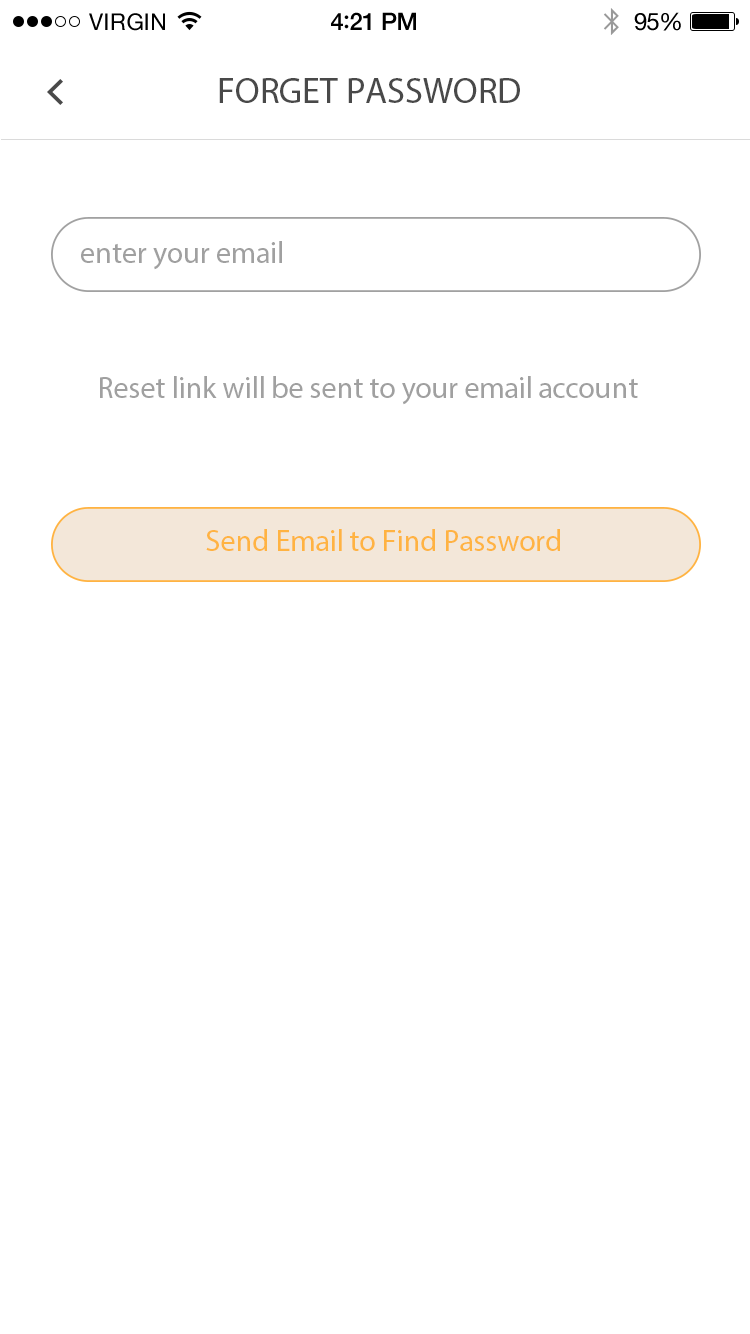 VIRGIN 4:21 PM 95%
FORGET PASSWORD
enter your email
Reset link will be sent to your email account
Send Email to Find Password